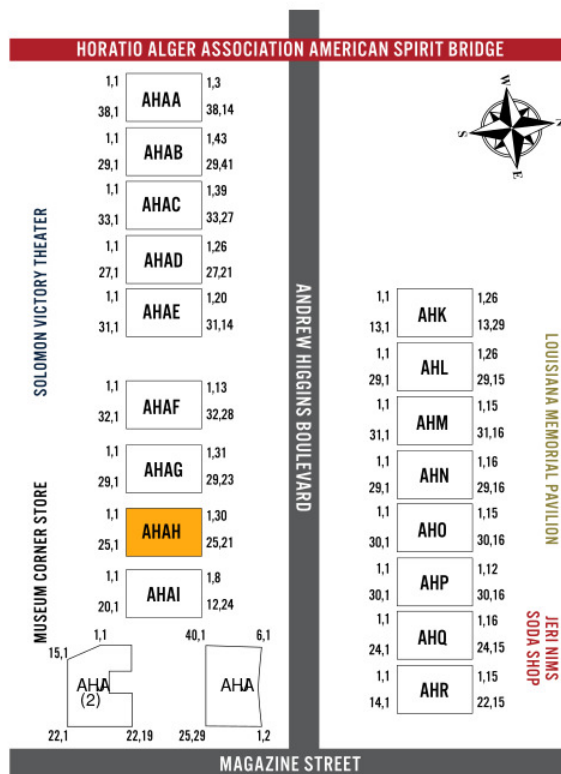 HORATIO ALGER ASSOCIATION AMERICAN SPIRIT BRIDGE
W
N
S
E
1,1 AHAA 1,3
38,1 38,14
1,1 AHAB 1,43
29,1 29,41
1,1 AHAC 1,39
33,1 33,27
1,1 AHAD 1,26
27,1 27,21
1,1 AHAE 1,20
31,1 31,14
1,1 AHAF 1,13
32,1 32,28
1,1 AHAG 1,31
29,1 29,23
1,1 AHAH 1,30
25,1 25,21
1,1 AHAI 1,8
20,1 12,24
1,1
15,1
AHA
(2)
22,1 22,19
40,1 6,1
AHA
25,29 1,2
SOLOMON VICTORY THEATER
MUSEUM CORNER STORE
ANDREW HIGGINS BOULEVARD
1,1 AHK 1,26
13,1 13,29
1,1 AHL 1,26
29,1 29,15
1,1 AHM 1,15
31,1 31,16
1,1 AHN 1,16
29,1 29,16
1,1 AHO 1,15
30,1 30,16
1,1 AHP 1,12
30,1 30,16
1,1 AHQ 1,16
24,1 24,15
1,1 AHR 1,15
14,1 22,15
LOUISIANA MEMORIAL PAVILION
JERI NIMS
SODA SHOP
MAGAZINE STREET